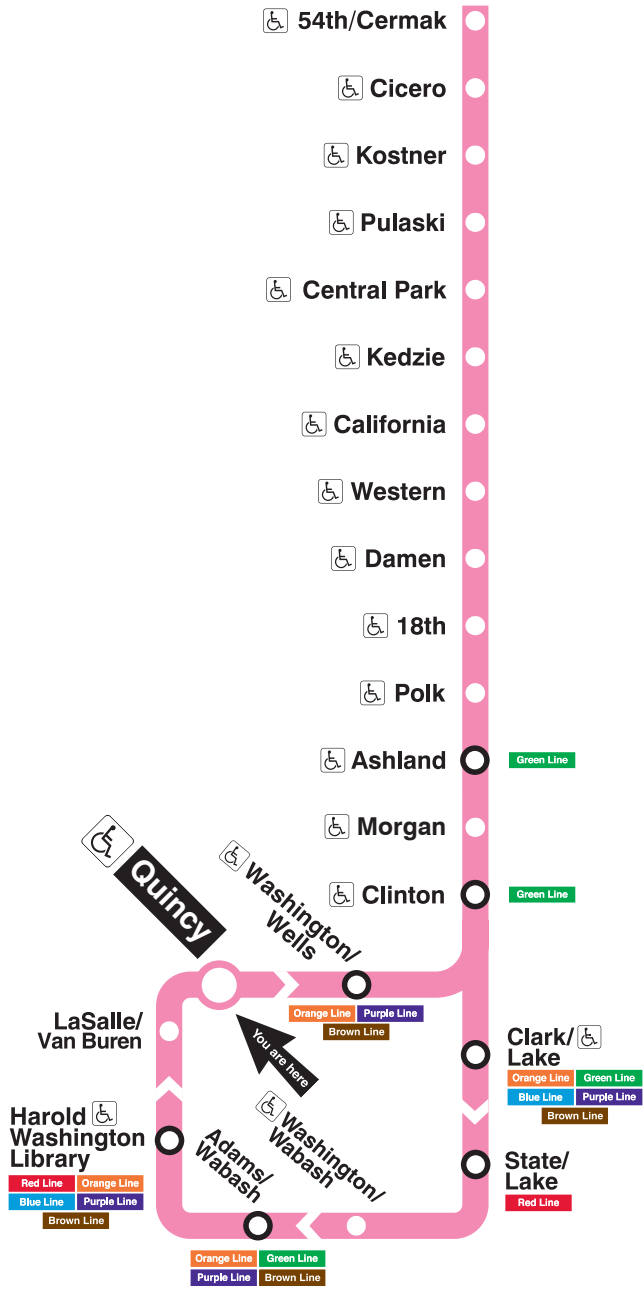 54th/Cermak
Cicero
Kostner
Pulaski
Central Park
Kedzie
California
Western
Damen
18th
Polk
Ashland
Green Line
Morgan
Clinton
Green Line
Quincy
You are here
Washington/
Wells
Orange Line Purple Line
Brown Line
LaSalle/
Van Buren
Clark/
Lake
Orange Line Green Line
Blue Line Purple Line
Brown Line
Harold
Washington
Library
Red Line Orange Line
Blue Line Purple Line
Brown Line
Adams/
Wabash
Orange Line Green Line
Purple Line Brown Line
Washington/
Wabash
State/
Lake
Red Line